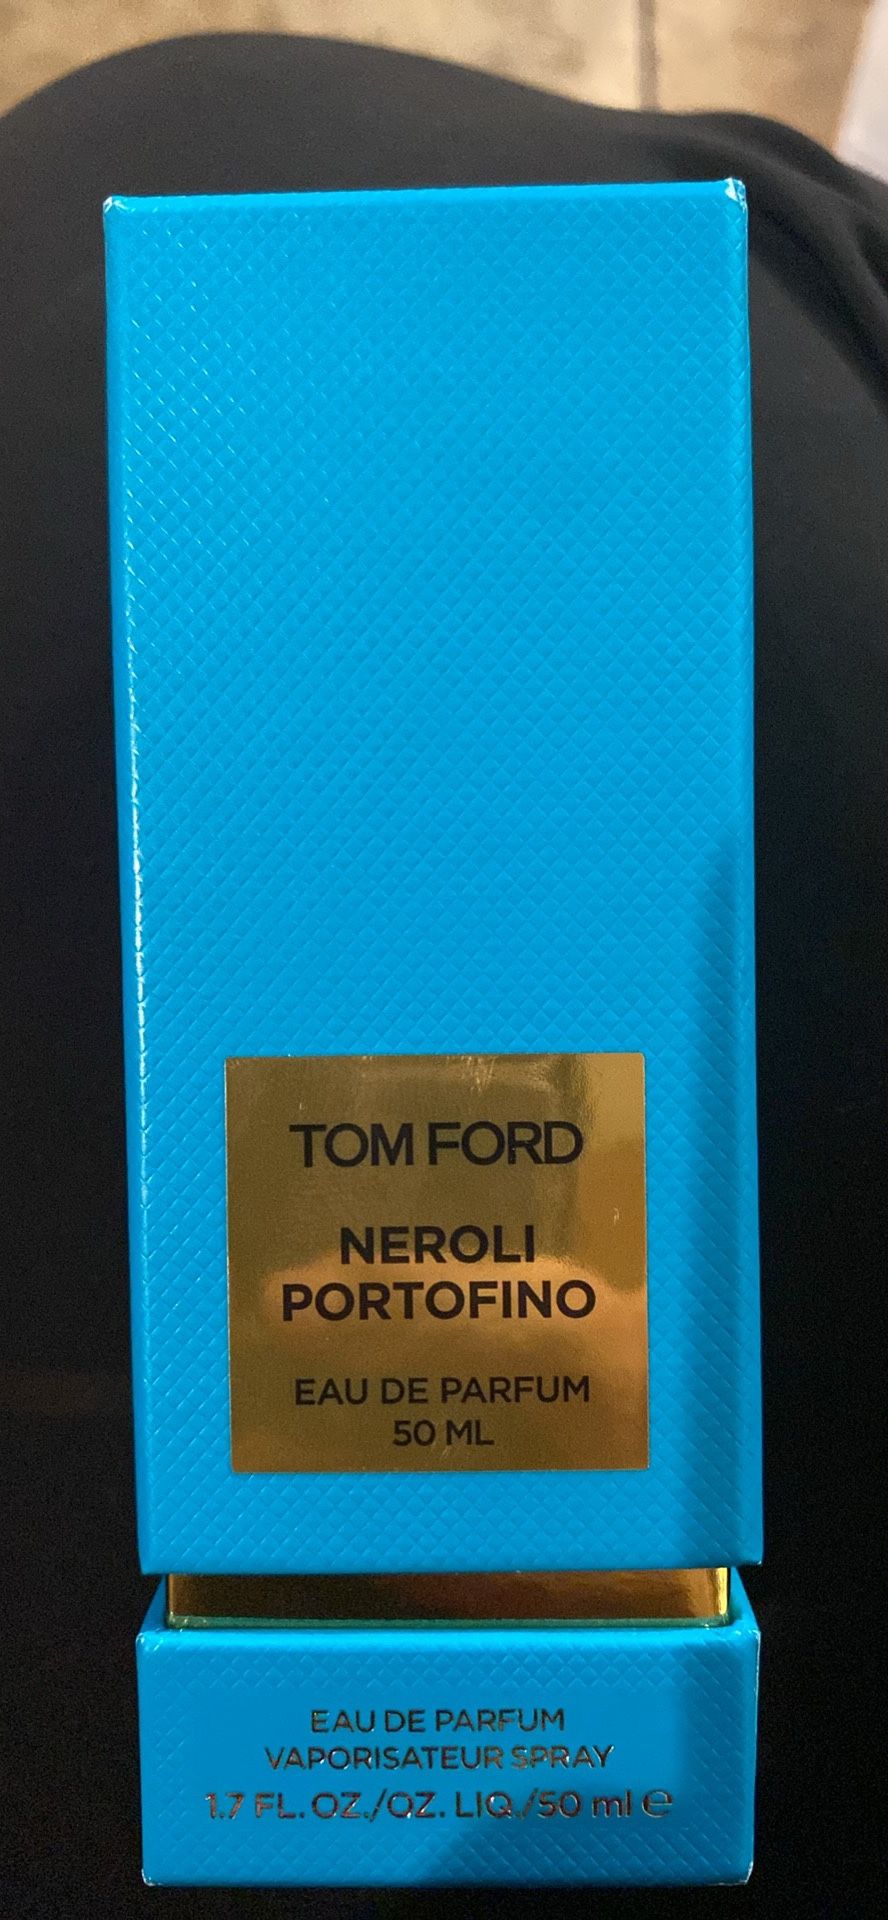 TOM FORD
NEROLI
PORTOFINO
EAU DE PARFUM
50 ML
EAU DE PARFUM
VAPORISATEUR SPRAY
1.7 FL. OZ./OZ. LIQ./50 ml ℮